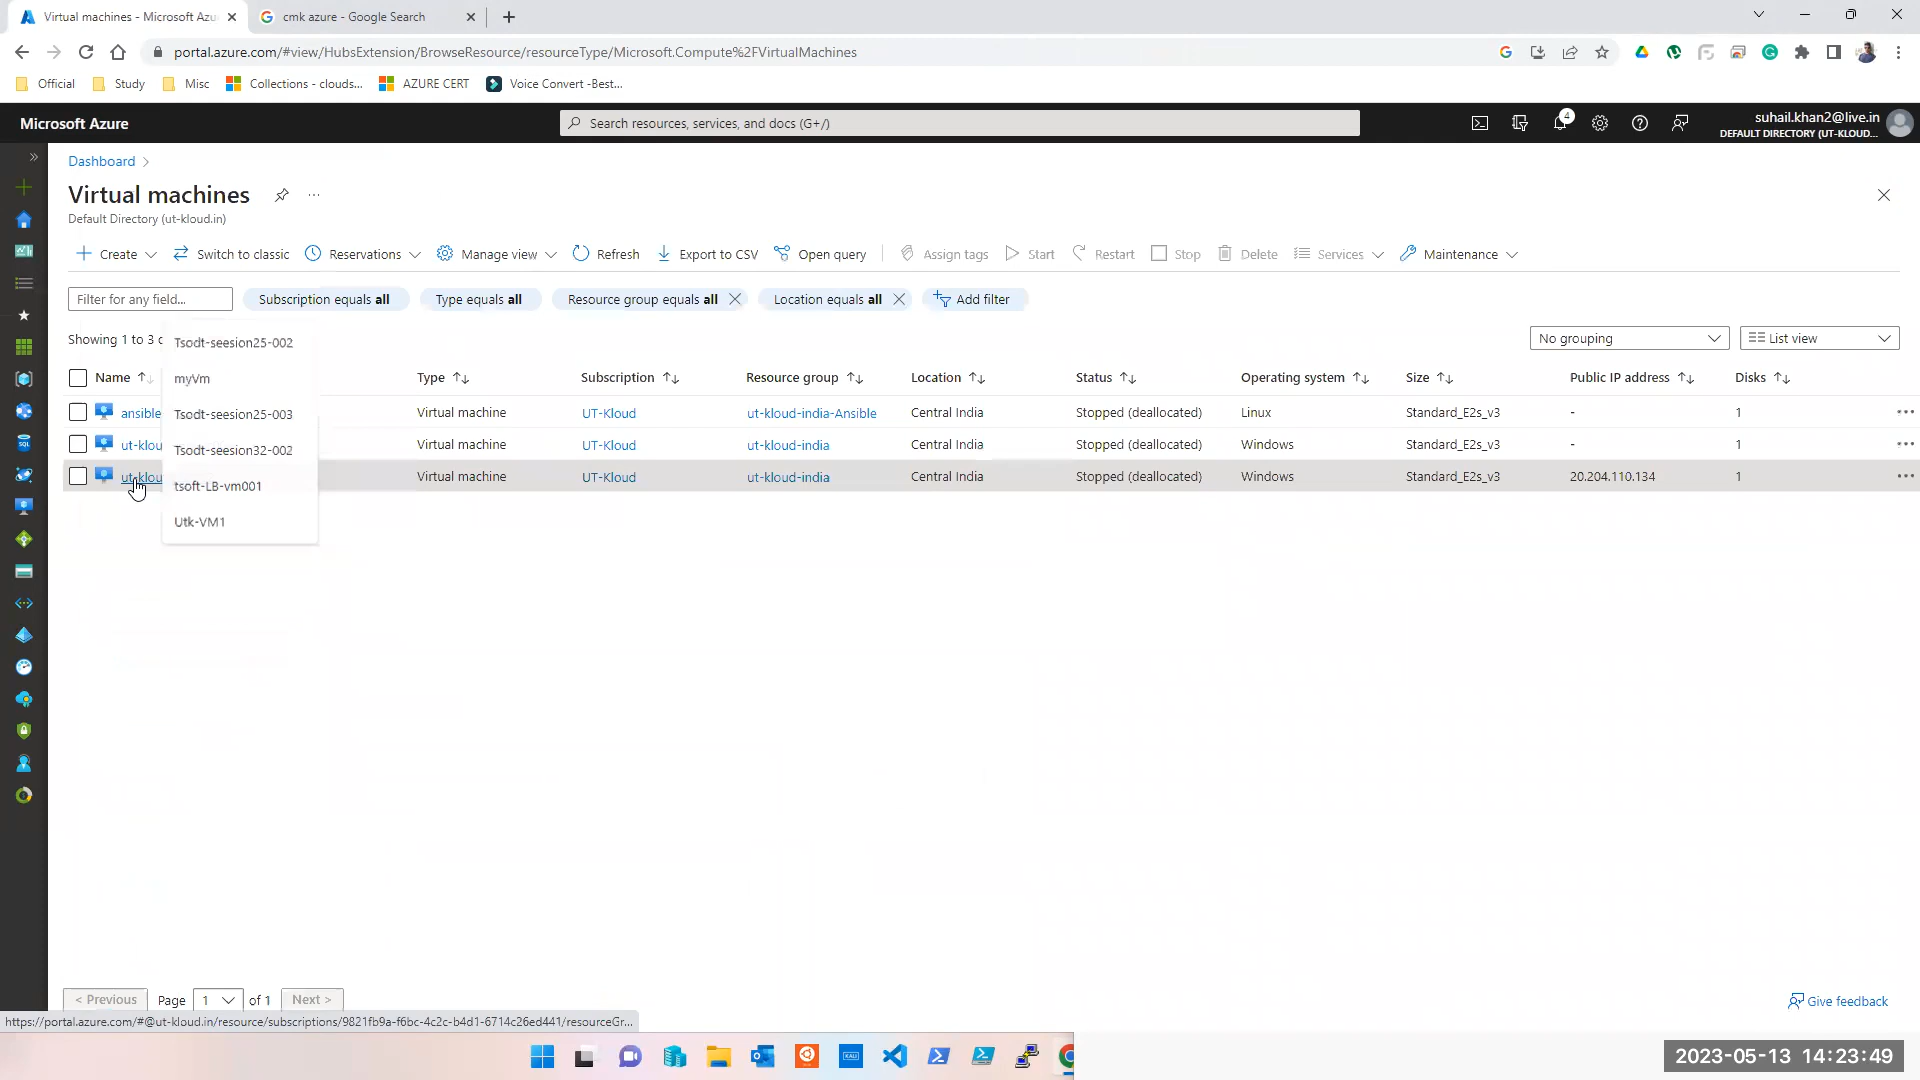 Virtual machines - Microsoft Azu
cmk azure - Google Search
portal.azure.com/#view/HubsExtension/BrowseResource/resourceType/Microsoft.Compute%2FVirtualMachines
Official
Study
Misc
Collections - clouds...
AZURE CERT
Voice Convert -Best...
Microsoft Azure
Search resources, services, and docs (G+/)
4
suhail.khan2@live.in
DEFAULT DIRECTORY (UT-KLOUD....
Dashboard
Virtual machines
Default Directory (ut-kloud.in)
Create
Switch to classic
Reservations
Manage view
Refresh
Export to CSV
Open query
Assign tags
Start
Restart
Stop
Delete
Services
Maintenance
Filter for any field...
Subscription equals all
Type equals all
Resource group equals all
Location equals all
Add filter
Showing 1 to 3
No grouping
List view
Tsodt-seesion25-002
myVm
Tsodt-seesion25-003
Tsodt-seesion32-002
tsoft-LB-vm001
Utk-VM1
Name Type Subscription Resource group Location Status Operating system Size Public IP address Disks
ansible Virtual machine UT-Kloud ut-kloud-india-Ansible Central India Stopped (deallocated) Linux Standard_E2s_v3 - 1
ut-klou Virtual machine UT-Kloud ut-kloud-india Central India Stopped (deallocated) Windows Standard_E2s_v3 - 1
ut-klou Virtual machine UT-Kloud ut-kloud-india Central India Stopped (deallocated) Windows Standard_E2s_v3 20.204.110.134 1
< Previous
Page
1
of 1
Next >
Give feedback
https://portal.azure.com/#@ut-kloud.in/resource/subscriptions/9821fb9a-f6bc-4c2c-b4d1-6714c26ed441/resourceGr...
2023-05-13 14:23:49